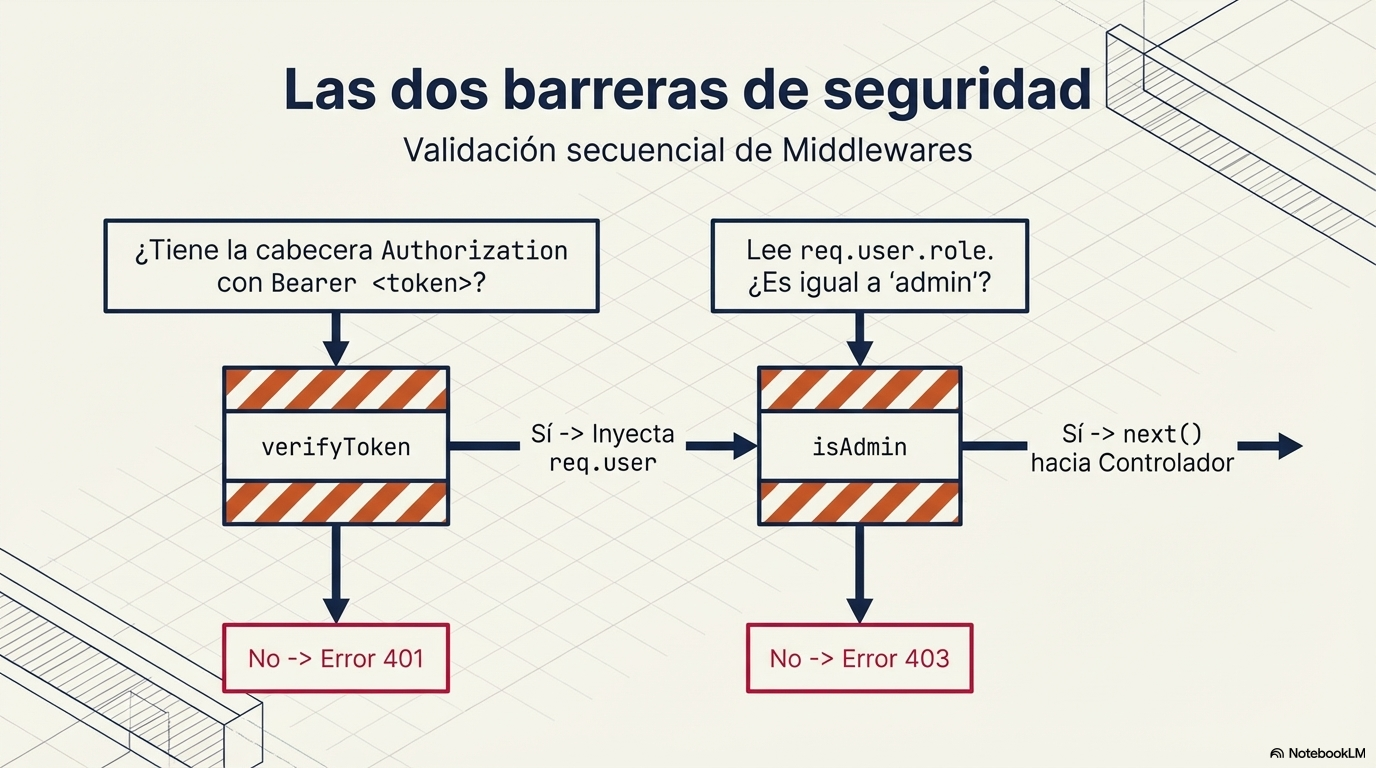 Las dos barreras de seguridad
Validación secuencial de Middlewares
¿Tiene la cabecera Authorization
con Bearer <token>?
Lee req.user.role.
¿Es igual a ‘admin’?
verifyToken
Sí -> Inyecta
req.user
isAdmin
Sí -> next()
hacia Controlador
No -> Error 401
No -> Error 403
NotebookLM